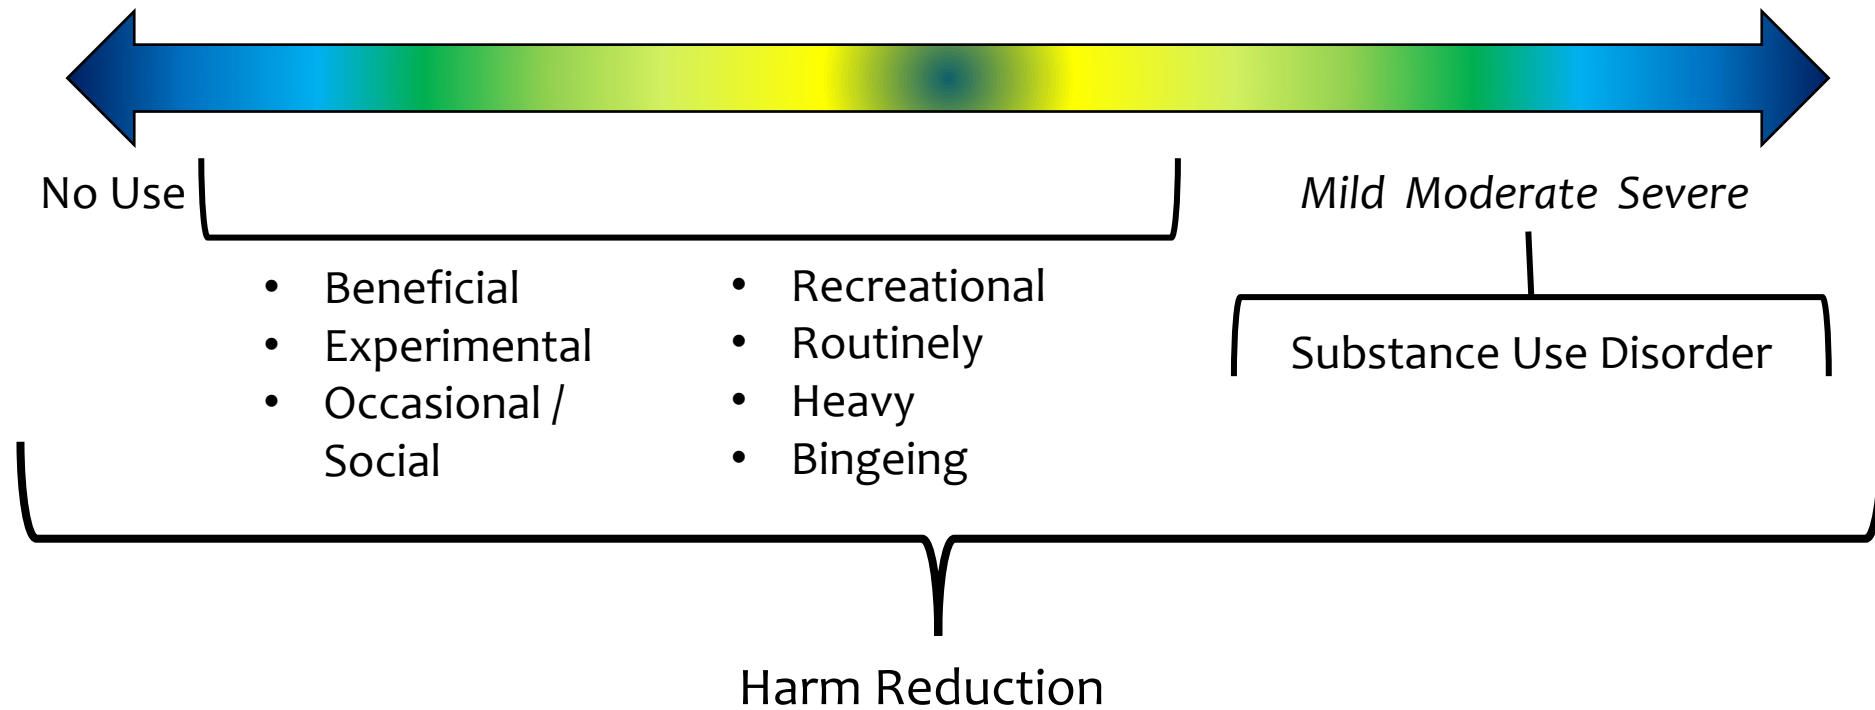 No Use
Mild Moderate Severe
• Beneficial
• Experimental
• Occasional /
Social
• Recreational
• Routinely
• Heavy
• Bingeing
Substance Use Disorder
Harm Reduction